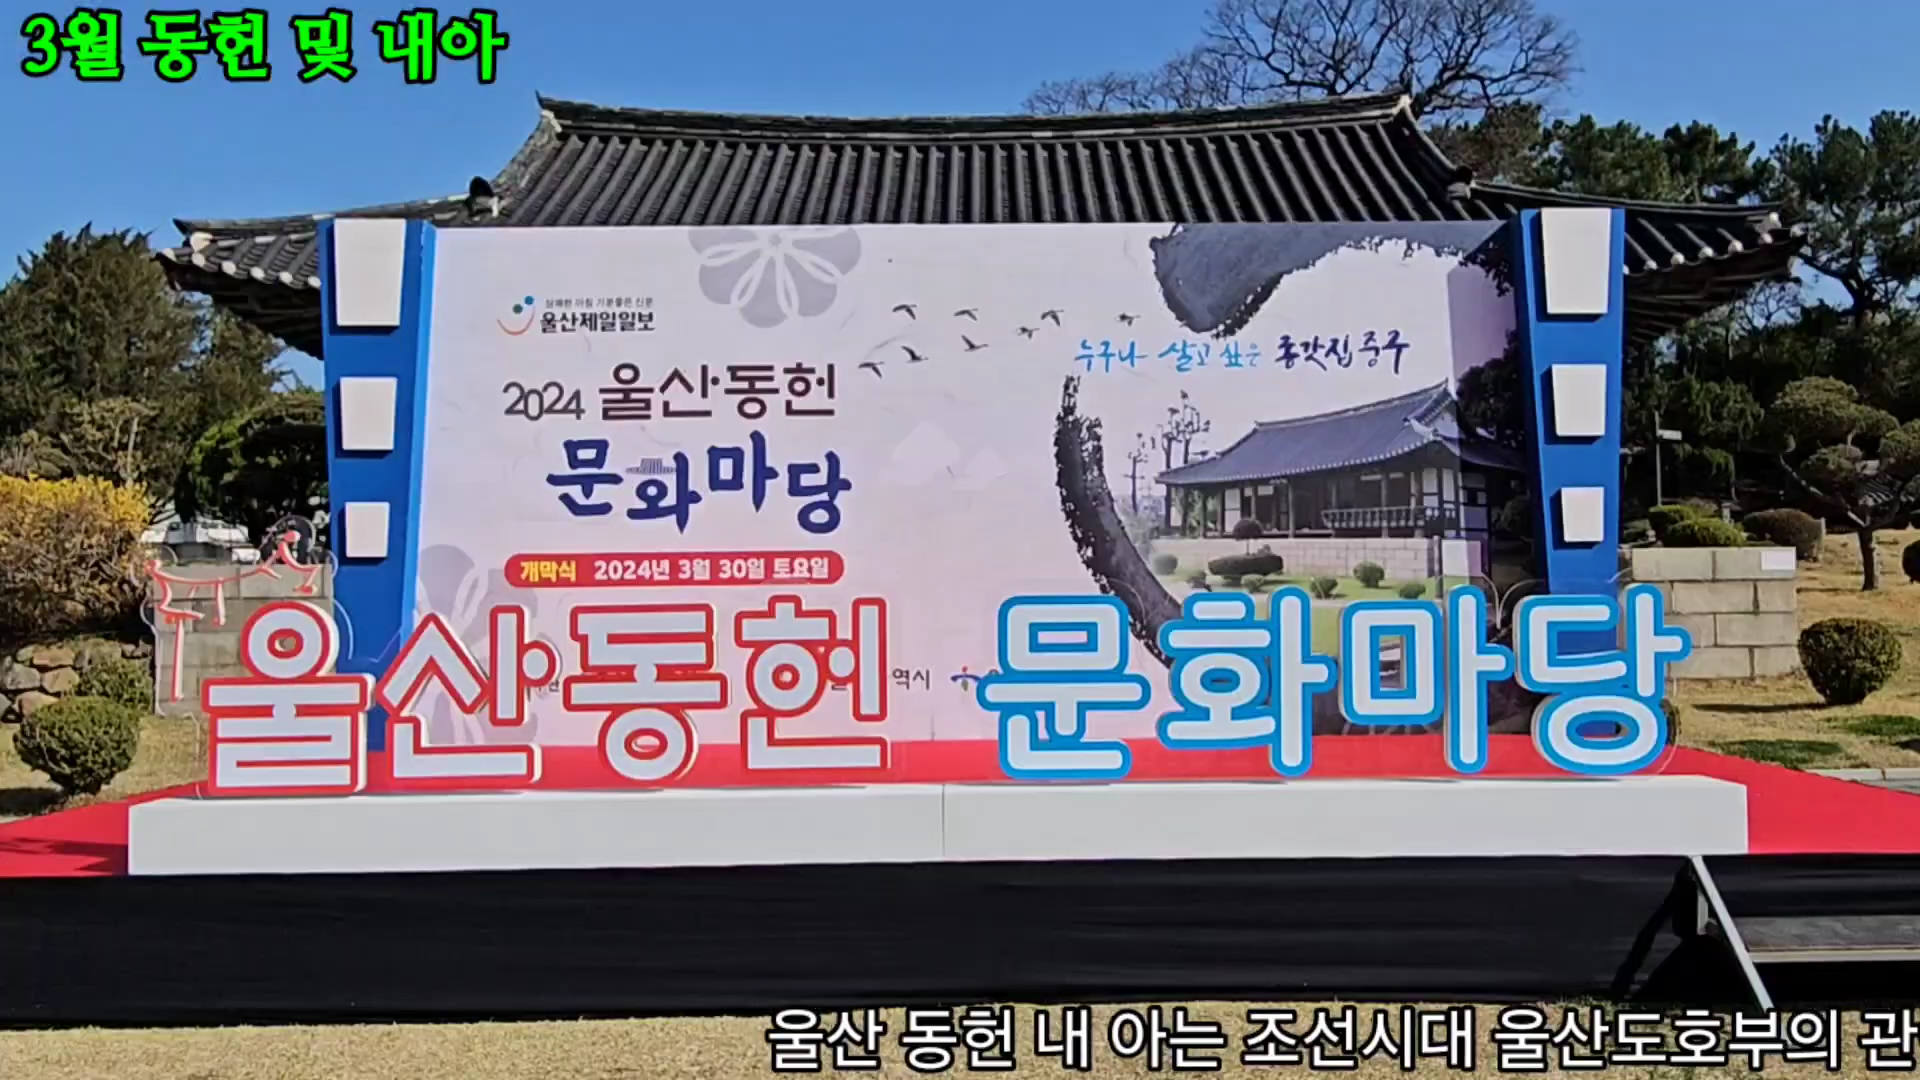 3월 동헌 및 내아
상쾌한 아침 기분좋은 신문
울산제일일보
누구나 살고 싶은 종갓집 중구
2024 울산동헌
문화마당
개막식 2024년 3월 30일 토요일
역시
울산동헌 문화마당
울산 동헌 내 아는 조선시대 울산도호부의 관